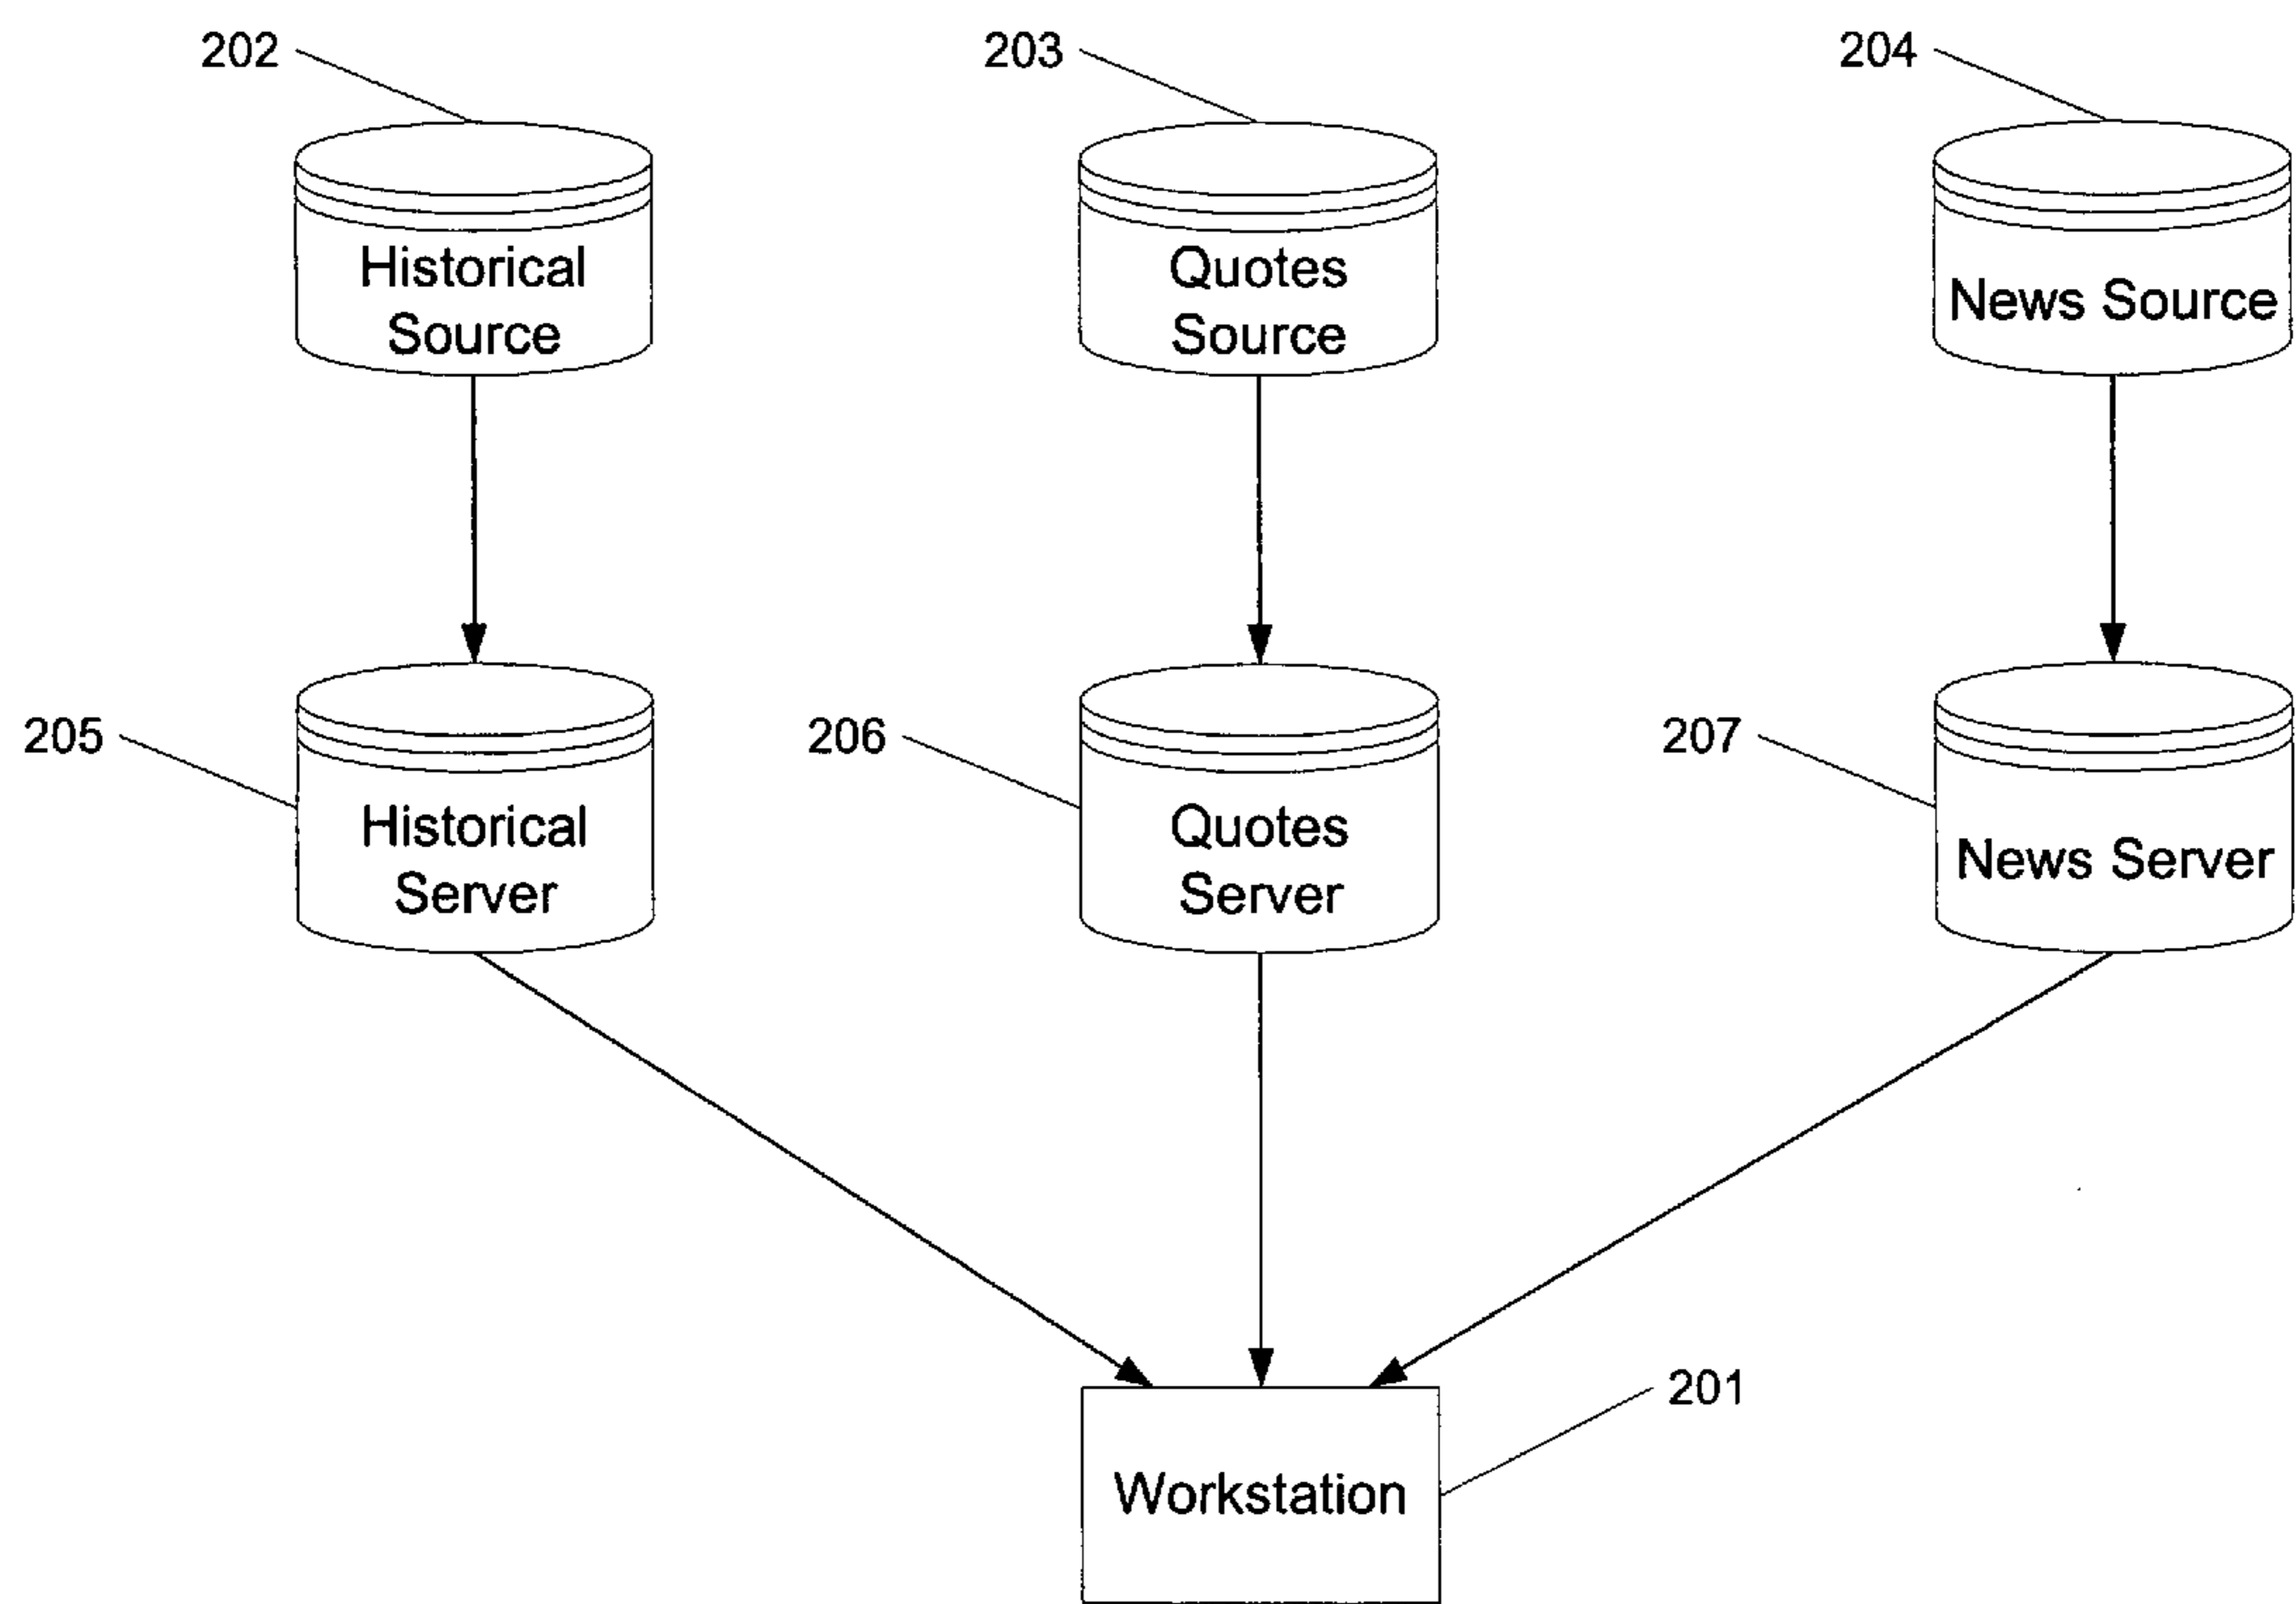 202
203
204
Historical
Source
Quotes
Source
News Source
205
206
207
Historical
Server
Quotes
Server
News Server
201
Workstation